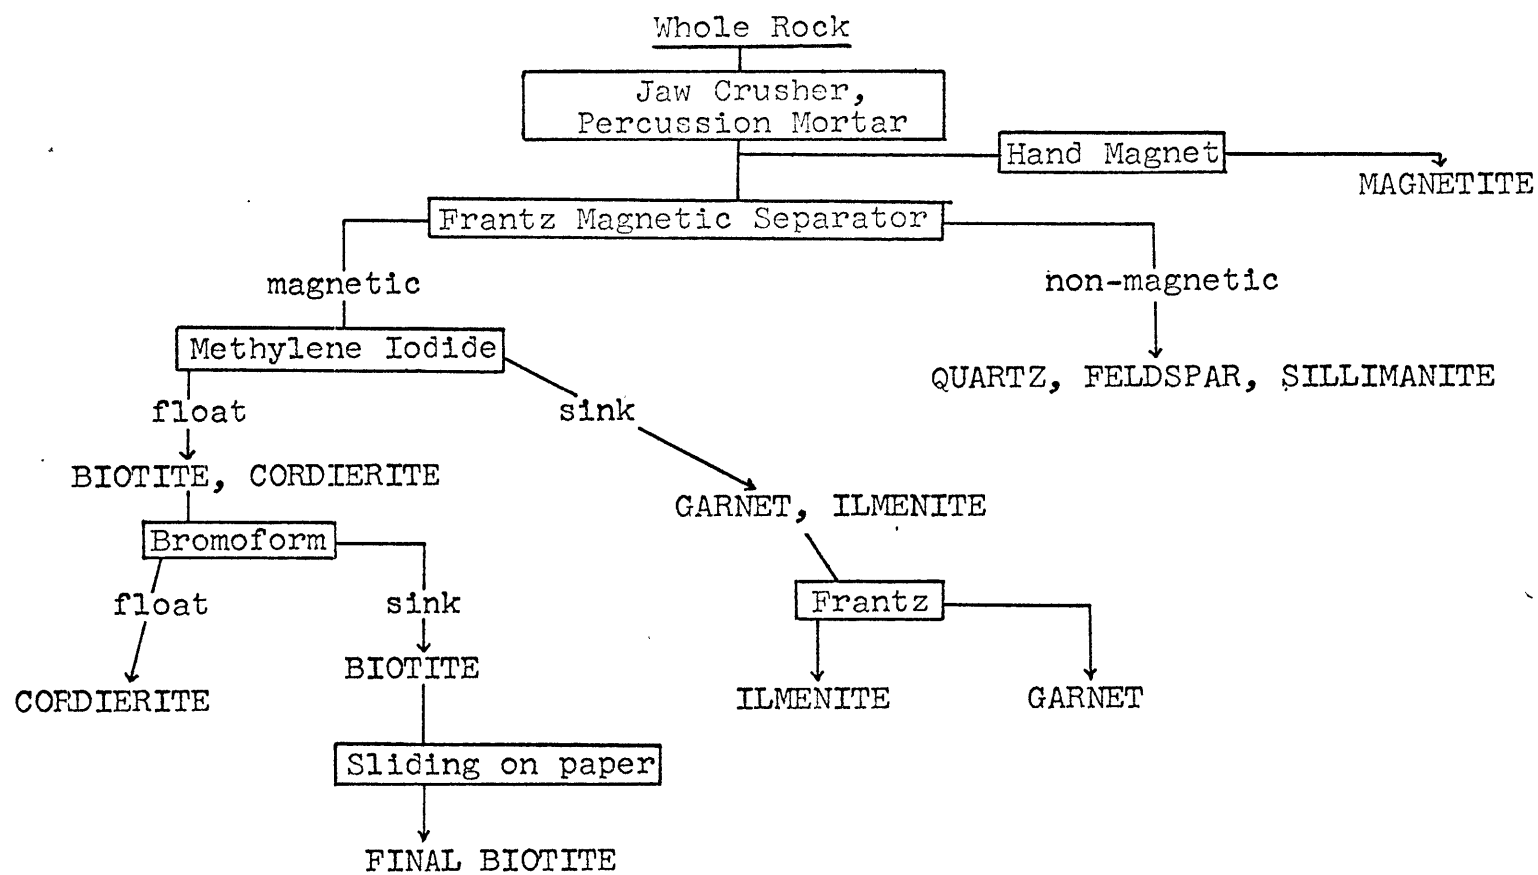 Whole Rock
Jaw Crusher,
Percussion Mortar
Hand Magnet
MAGNETITE
Frantz Magnetic Separator
magnetic
non-magnetic
Methylene Iodide
QUARTZ, FELDSPAR, SILLIMANITE
float
sink
BIOTITE, CORDIERITE
GARNET, ILMENITE
Bromoform
float
sink
Frantz
BIOTITE
CORDIERITE
ILMENITE
GARNET
Sliding on paper
FINAL BIOTITE